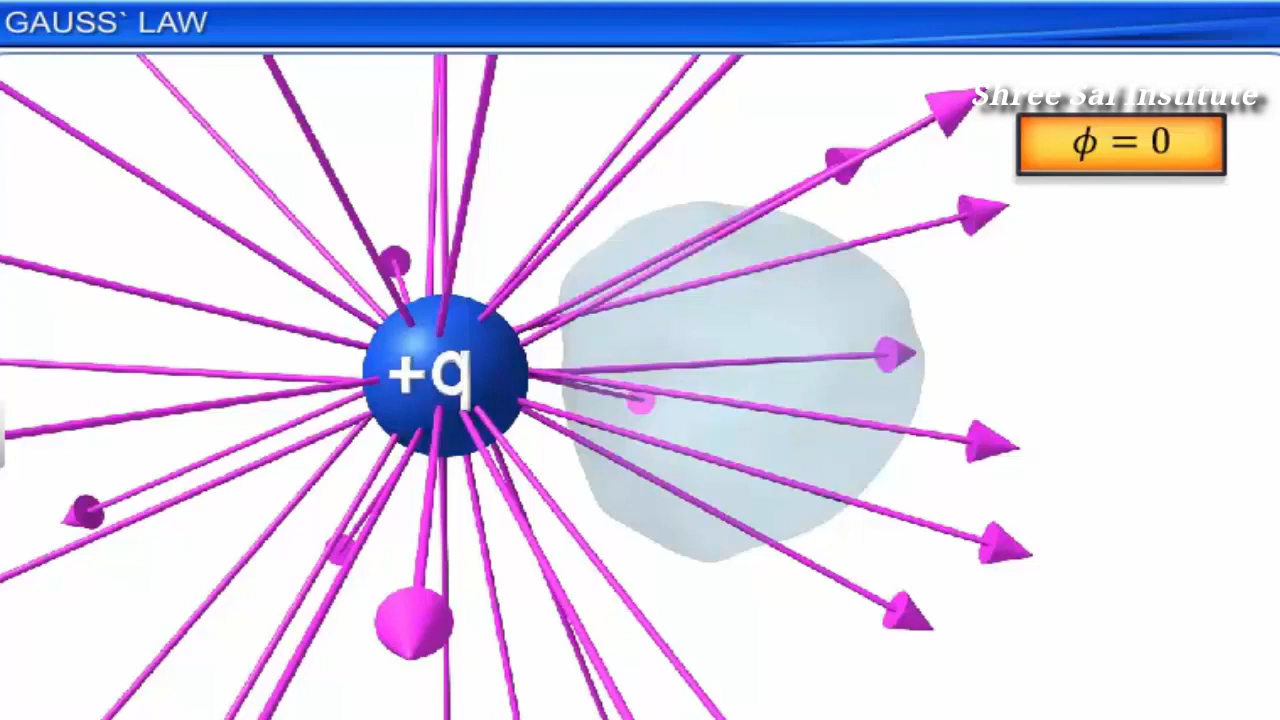 GAUSS` LAW
Shree Sai Institute
ϕ = 0
+q